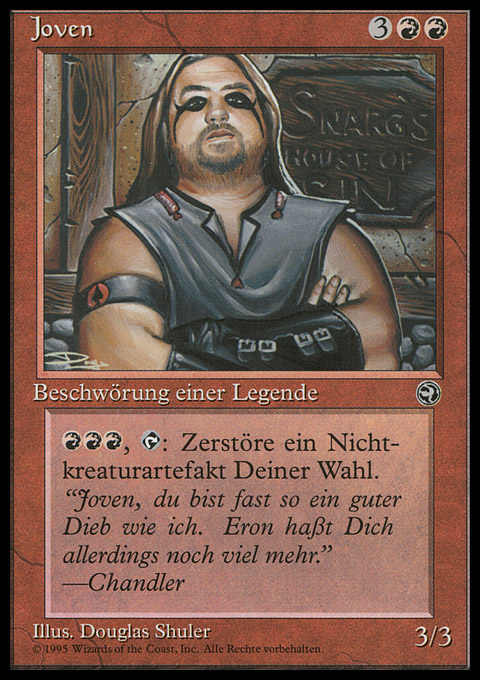 Joven
3
SNARG'S
HOUSE OF
SIN
Beschwörung einer Legende
, : Zerstöre ein Nicht-
kreaturartefakt Deiner Wahl.
“Joven, du bist fast so ein guter
Dieb wie ich. Eron haßt Dich
allerdings noch viel mehr.”
—Chandler
Illus. Douglas Shuler
©1995 Wizards of the Coast, Inc. Alle Rechte vorbehalten.
3/3